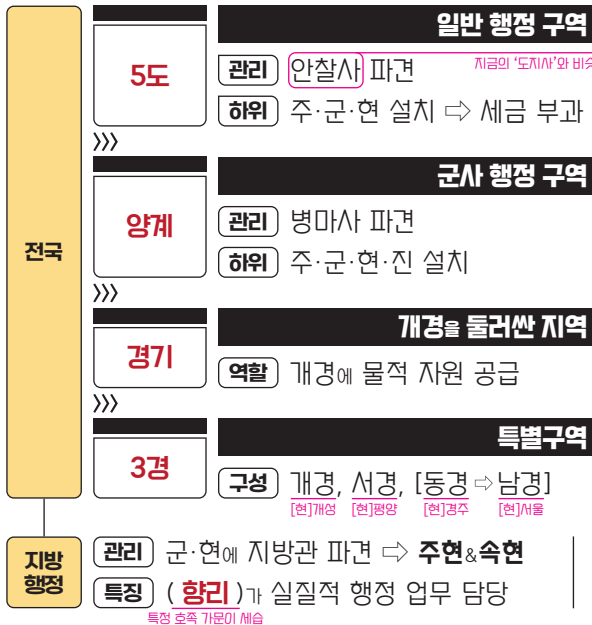 전국
5도
일반 행정 구역
관리 안찰사 파견 지금의 '도지사'와 비슷
하위 주·군·현 설치 ⇨ 세금 부과
양계
군사 행정 구역
관리 병마사 파견
하위 주·군·현·진 설치
경기
개경을 둘러싼 지역
역할 개경에 물적 자원 공급
3경
특별구역
구성 개경, 서경, [동경⇨남경]
[현]개성 [현]평양 [현]경주 [현]서울
지방
행정
관리 군·현에 지방관 파견 ⇨ 주현&속현
특징 ( 향리 )가 실질적 행정 업무 담당
특정 호족 가문이 세습